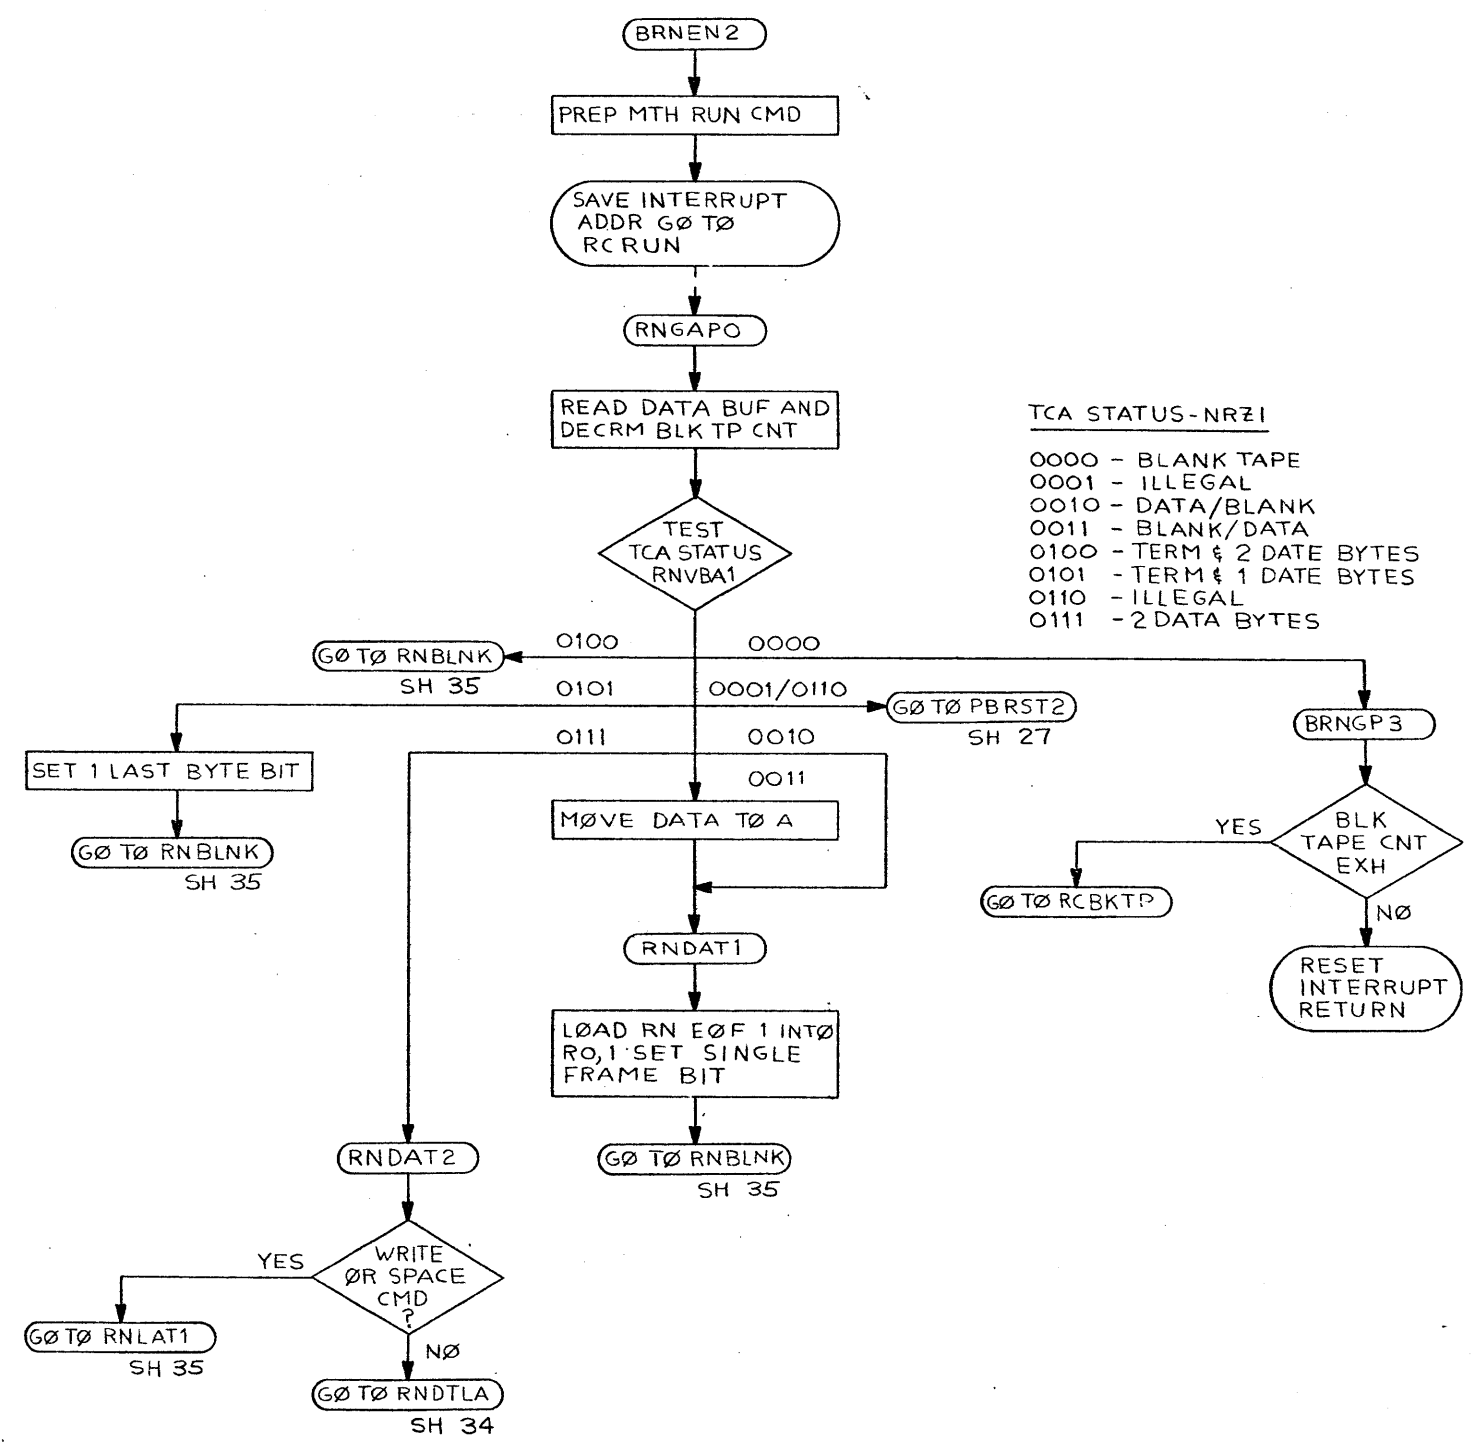 BRNEN2
PREP MTH RUN CMD
SAVE INTERRUPT
ADDR GØ TØ
RCRUN
RNGAPO
READ DATA BUF AND
DECRM BLK TP CNT
TEST
TCA STATUS
RNVBA1
TCA STATUS-NRZI
0000 - BLANK TAPE
0001 - ILLEGAL
0010 - DATA/BLANK
0011 - BLANK/DATA
0100 - TERM & 2 DATE BYTES
0101 - TERM & 1 DATE BYTES
0110 - ILLEGAL
0111 - 2 DATA BYTES
0100
0000
GØ TØ RNBLNK
SH 35
0101
0001/0110
GØ TØ PBRST2
SH 27
BRNGP3
0111
0010
0011
SET 1 LAST BYTE BIT
GØ TØ RNBLNK
SH 35
MØVE DATA TØ A
BLK
TAPE CNT
EXH
YES
GØ TØ RCBKTP
NØ
RESET
INTERRUPT
RETURN
RNDAT1
LØAD RN EØF 1 INTØ
RO,1 SET SINGLE
FRAME BIT
GØ TØ RNBLNK
SH 35
RNDAT2
WRITE
ØR SPACE
CMD
?
YES
GØ TØ RNLAT1
SH 35
NØ
GØ TØ RNDTLA
SH 34